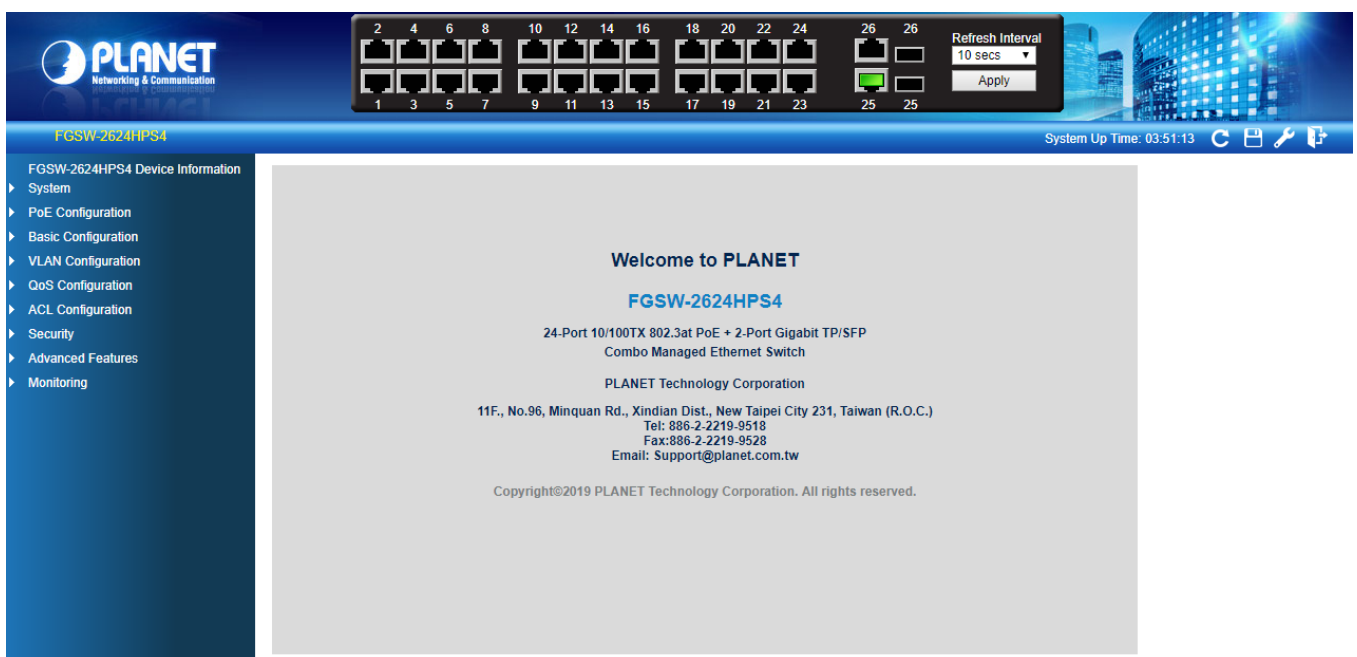 PLANET
Networking & Communication
2 4 6 8 10 12 14 16 18 20 22 24 26 26
1 3 5 7 9 11 13 15 17 19 21 23 25 25
Refresh Interval
10 secs
Apply
FGSW-2624HPS4
System Up Time: 03:51:13
FGSW-2624HPS4 Device Information
System
PoE Configuration
Basic Configuration
VLAN Configuration
QoS Configuration
ACL Configuration
Security
Advanced Features
Monitoring
Welcome to PLANET
FGSW-2624HPS4
24-Port 10/100TX 802.3at PoE + 2-Port Gigabit TP/SFP
Combo Managed Ethernet Switch
PLANET Technology Corporation
11F., No.96, Minquan Rd., Xindian Dist., New Taipei City 231, Taiwan (R.O.C.)
Tel: 886-2-2219-9518
Fax:886-2-2219-9528
Email: Support@planet.com.tw
Copyright©2019 PLANET Technology Corporation. All rights reserved.